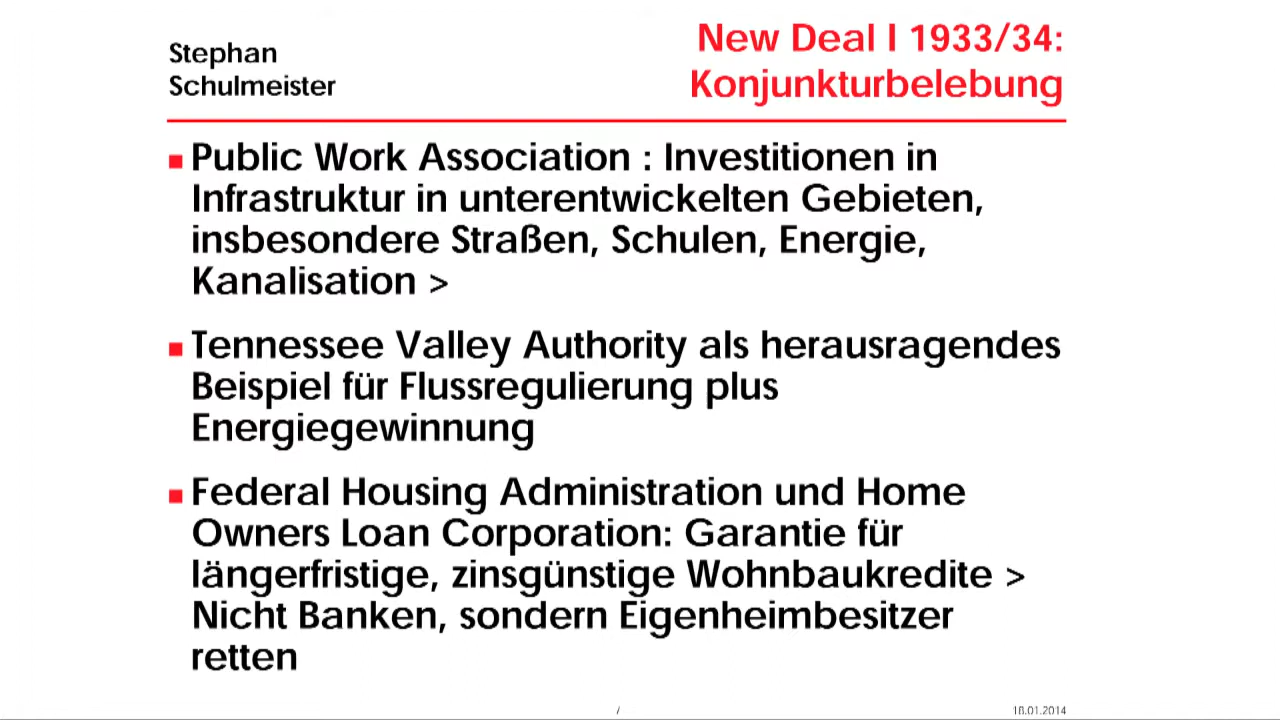 Stephan
Schulmeister
New Deal I 1933/34:
Konjunkturbelebung
Public Work Association : Investitionen in
Infrastruktur in unterentwickelten Gebieten,
insbesondere Straßen, Schulen, Energie,
Kanalisation >
Tennessee Valley Authority als herausragendes
Beispiel für Flussregulierung plus
Energiegewinnung
Federal Housing Administration und Home
Owners Loan Corporation: Garantie für
längerfristige, zinsgünstige Wohnbaukredite >
Nicht Banken, sondern Eigenheimbesitzer
retten
/
18.01.2014